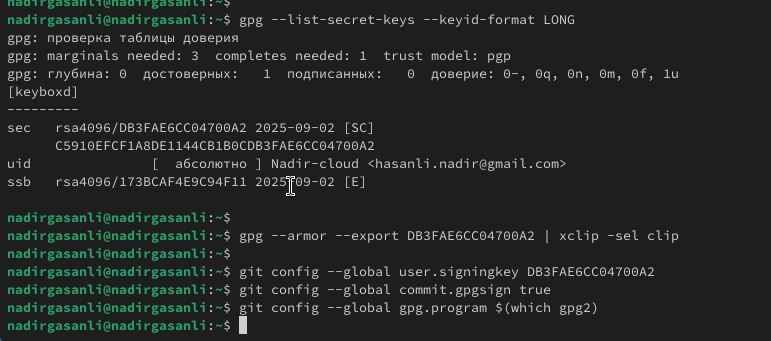 nadirgasanli@nadirgasanli:~$
nadirgasanli@nadirgasanli:~$ gpg --list-secret-keys --keyid-format LONG
gpg: проверка таблицы доверия
gpg: marginals needed: 3  completes needed: 1  trust model: pgp
gpg: глубина: 0  достоверных:   1  подписанных:   0  доверие: 0-, 0q, 0n, 0m, 0f, 1u
[keyboxd]
---------
sec   rsa4096/DB3FAE6CC04700A2 2025-09-02 [SC]
      C5910EFCF1A8DE1144CB1B0CDB3FAE6CC04700A2
uid              [  абсолютно ] Nadir-cloud <hasanli.nadir@gmail.com>
ssb   rsa4096/173BCAF4E9C94F11 2025-09-02 [E]
nadirgasanli@nadirgasanli:~$
nadirgasanli@nadirgasanli:~$ gpg --armor --export DB3FAE6CC04700A2 | xclip -sel clip
nadirgasanli@nadirgasanli:~$
nadirgasanli@nadirgasanli:~$ git config --global user.signingkey DB3FAE6CC04700A2
nadirgasanli@nadirgasanli:~$ git config --global commit.gpgsign true
nadirgasanli@nadirgasanli:~$ git config --global gpg.program $(which gpg2)
nadirgasanli@nadirgasanli:~$